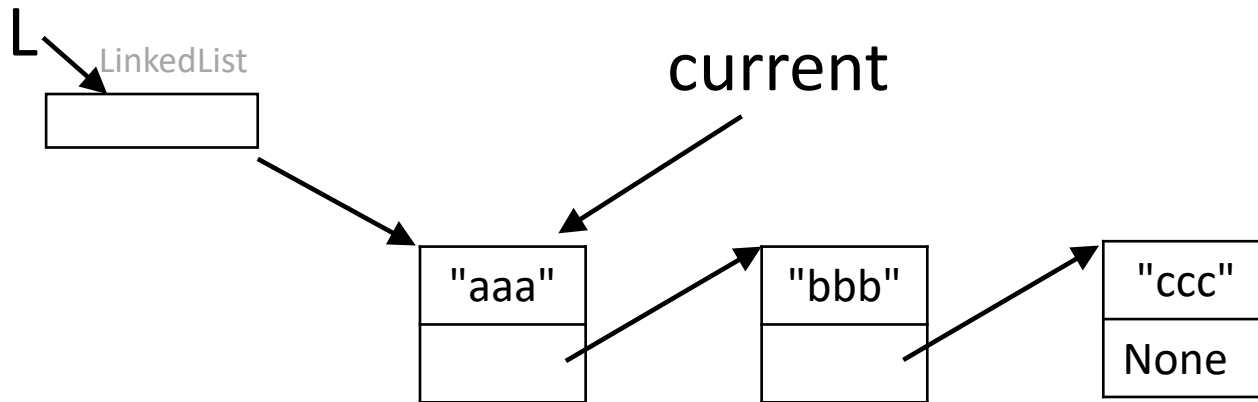 L
LinkedList
current
"aaa"
"bbb"
"ccc"
None